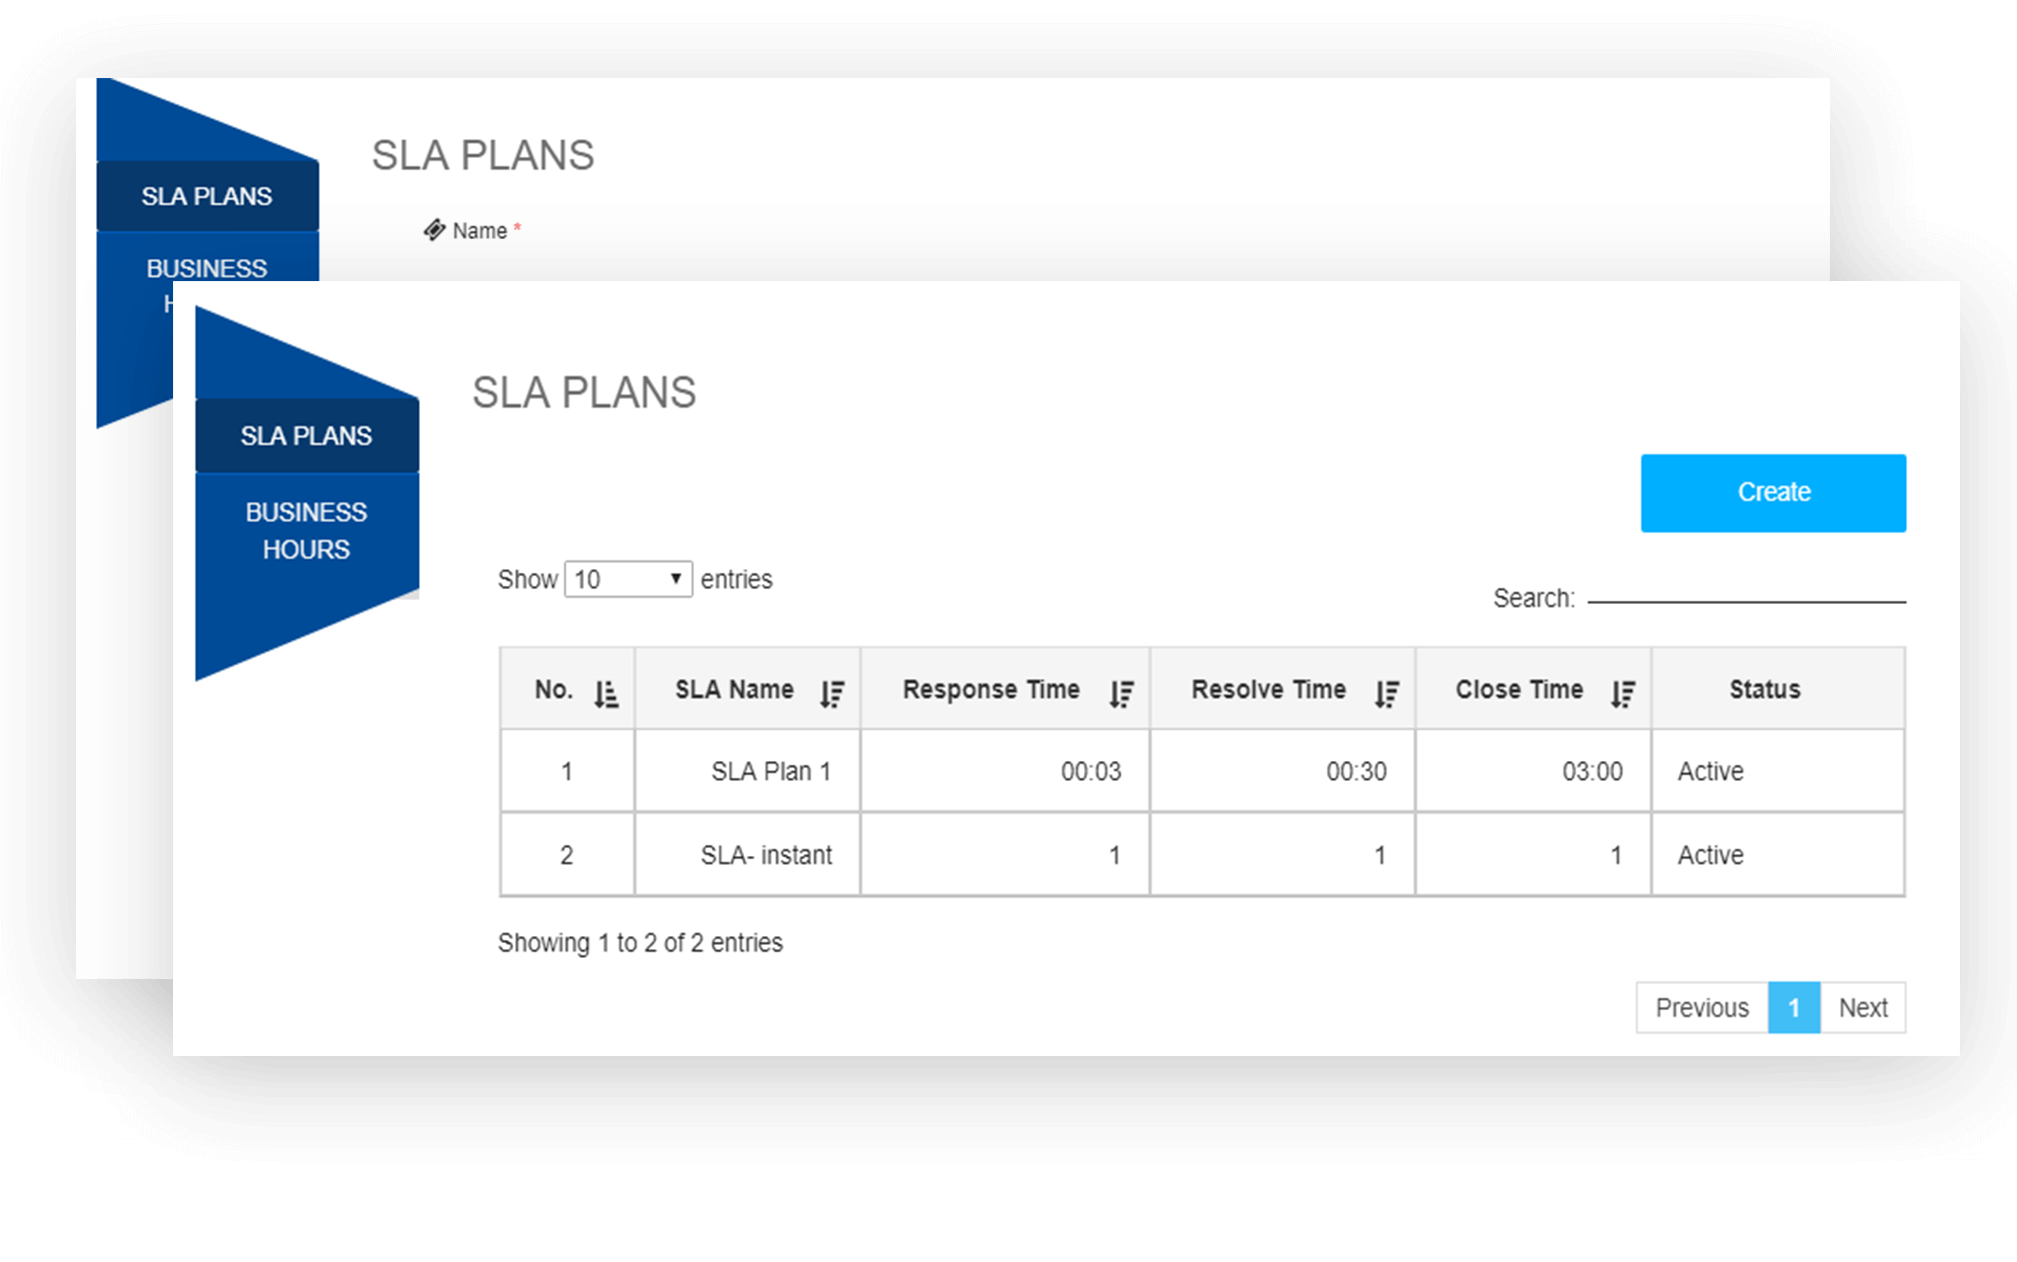 SLA PLANS
BUSINESS
H
SLA PLANS
Name *
SLA PLANS
BUSINESS
HOURS
SLA PLANS
Create
Show 10 entries
Search:
No. SLA Name Response Time Resolve Time Close Time Status
1 SLA Plan 1 00:03 00:30 03:00 Active
2 SLA- instant 1 1 1 Active
Showing 1 to 2 of 2 entries
Previous 1 Next